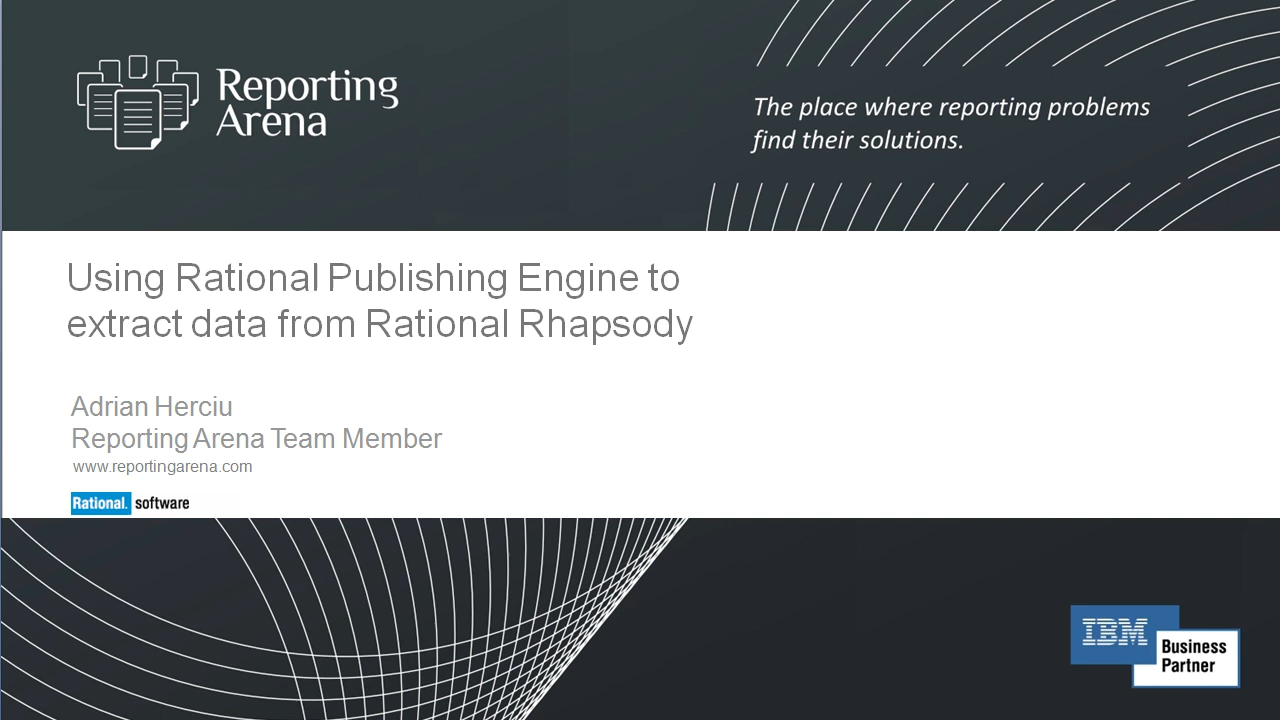 Reporting
Arena
The place where reporting problems
find their solutions.
Using Rational Publishing Engine to
extract data from Rational Rhapsody
Adrian Herciu
Reporting Arena Team Member
www.reportingarena.com
Rational. software
IBM
Business
Partner